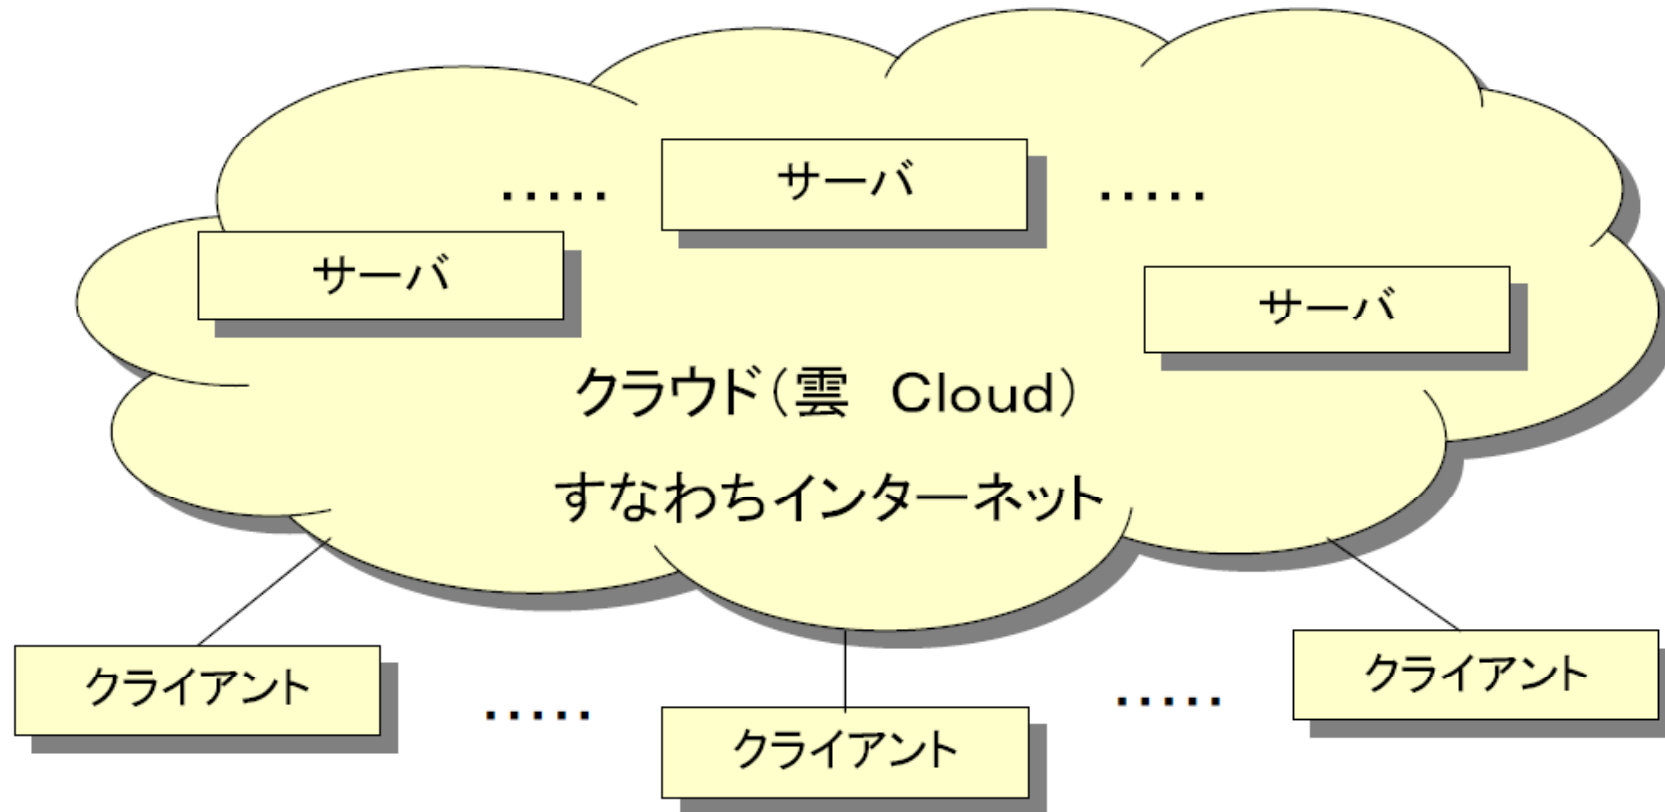 サーバ
‥‥‥
‥‥‥
サーバ
サーバ
クラウド(雲　Cloud)
すなわちインターネット
クライアント
クライアント
‥‥‥
‥‥‥
クライアント